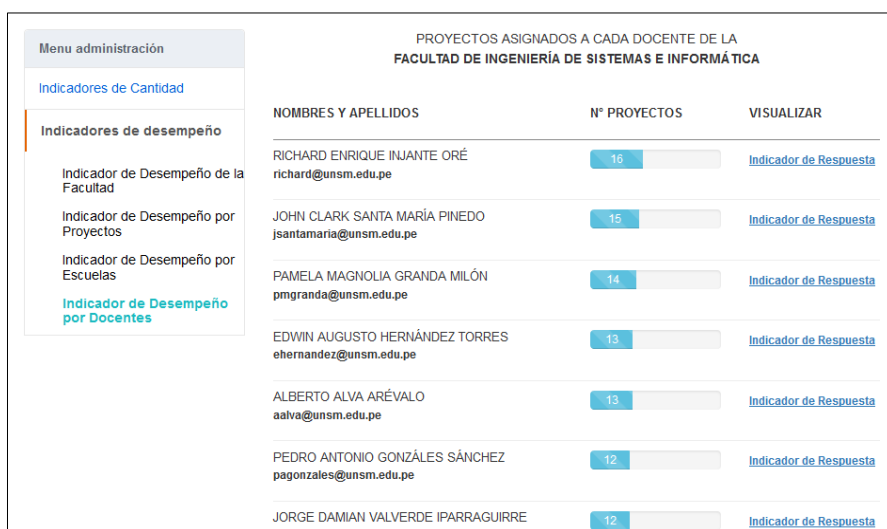 Menu administración
Indicadores de Cantidad
Indicadores de desempeño
Indicador de Desempeño de la
Facultad
Indicador de Desempeño por
Proyectos
Indicador de Desempeño por
Escuelas
Indicador de Desempeño
por Docentes
PROYECTOS ASIGNADOS A CADA DOCENTE DE LA
FACULTAD DE INGENIERÍA DE SISTEMAS E INFORMÁTICA
NOMBRES Y APELLIDOS N° PROYECTOS VISUALIZAR
RICHARD ENRIQUE INJANTE ORÉ 16 Indicador de Respuesta
richard@unsm.edu.pe
JOHN CLARK SANTA MARÌA PINEDO 15 Indicador de Respuesta
jsantamaria@unsm.edu.pe
PAMELA MAGNOLIA GRANDA MILÓN 14 Indicador de Respuesta
pmgranda@unsm.edu.pe
EDWIN AUGUSTO HERNÁNDEZ TORRES 13 Indicador de Respuesta
ehernandez@unsm.edu.pe
ALBERTO ALVA ARÉVALO 13 Indicador de Respuesta
aalva@unsm.edu.pe
PEDRO ANTONIO GONZÁLES SÁNCHEZ 12 Indicador de Respuesta
pagonzales@unsm.edu.pe
JORGE DAMIAN VALVERDE IPARRAGUIRRE 12 Indicador de Respuesta